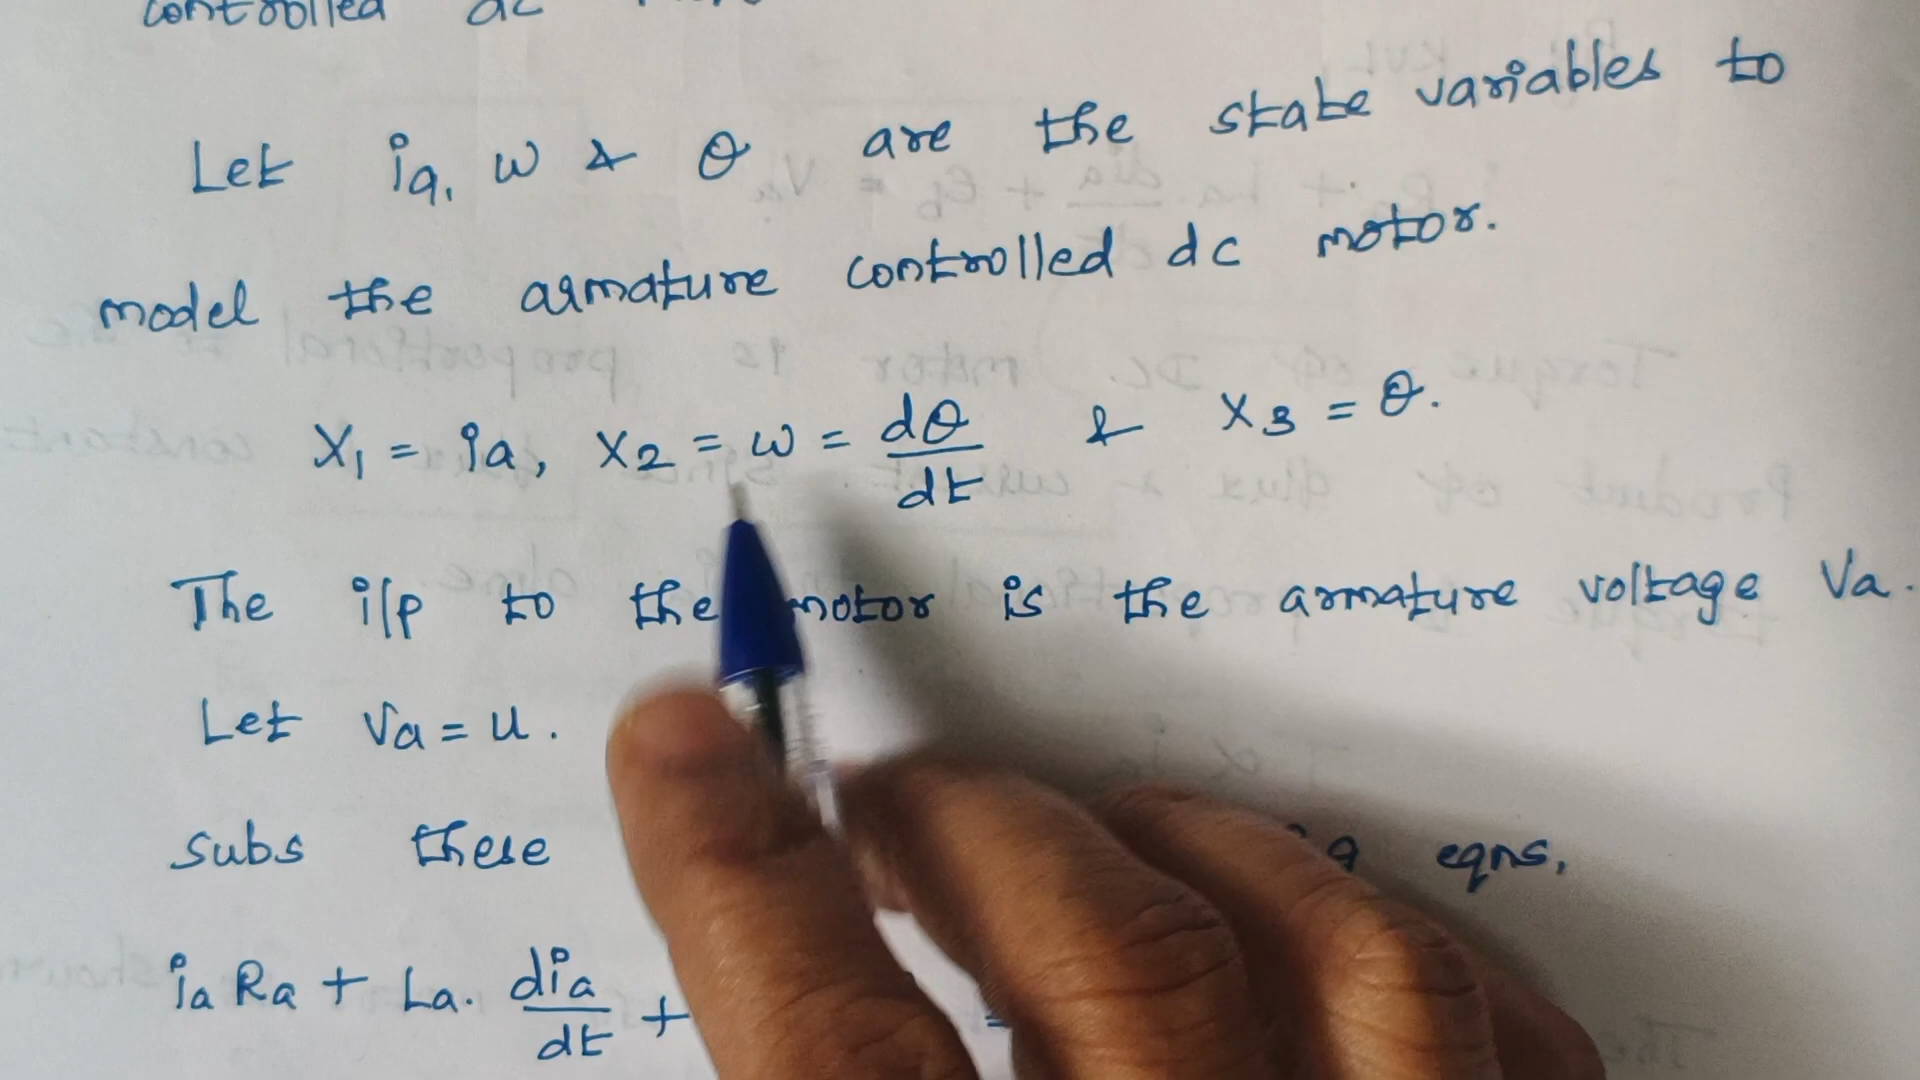 controlled dc
Let ia, ω & θ are the state variables to
model the armature controlled dc motor.
X1 = ia, X2 = ω = dθ/dt & X3 = θ.
The i/p to the motor is the armature voltage Va.
Let Va = u.
subs these eqns,
ia Ra + La. dia/dt + =